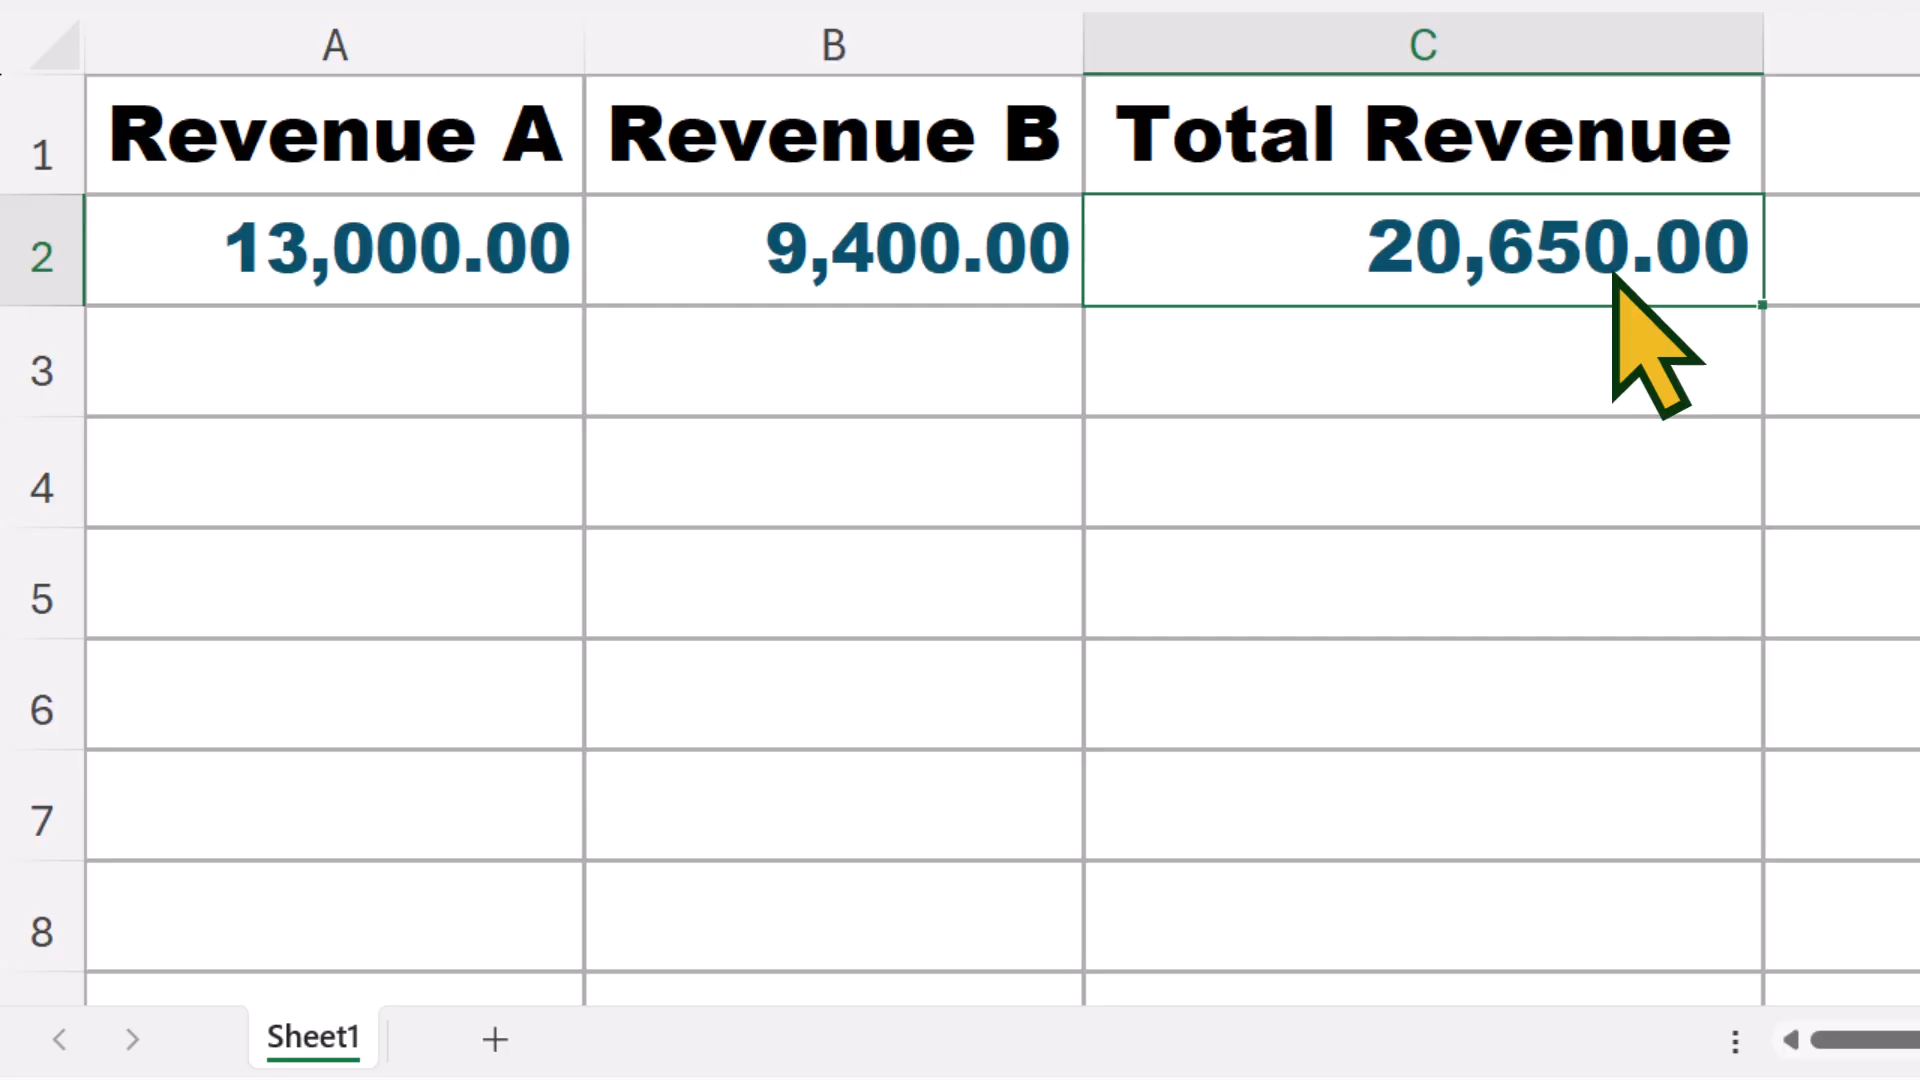 A B C
1 Revenue A Revenue B Total Revenue
2 13,000.00 9,400.00 20,650.00
3
4
5
6
7
8
Sheet1